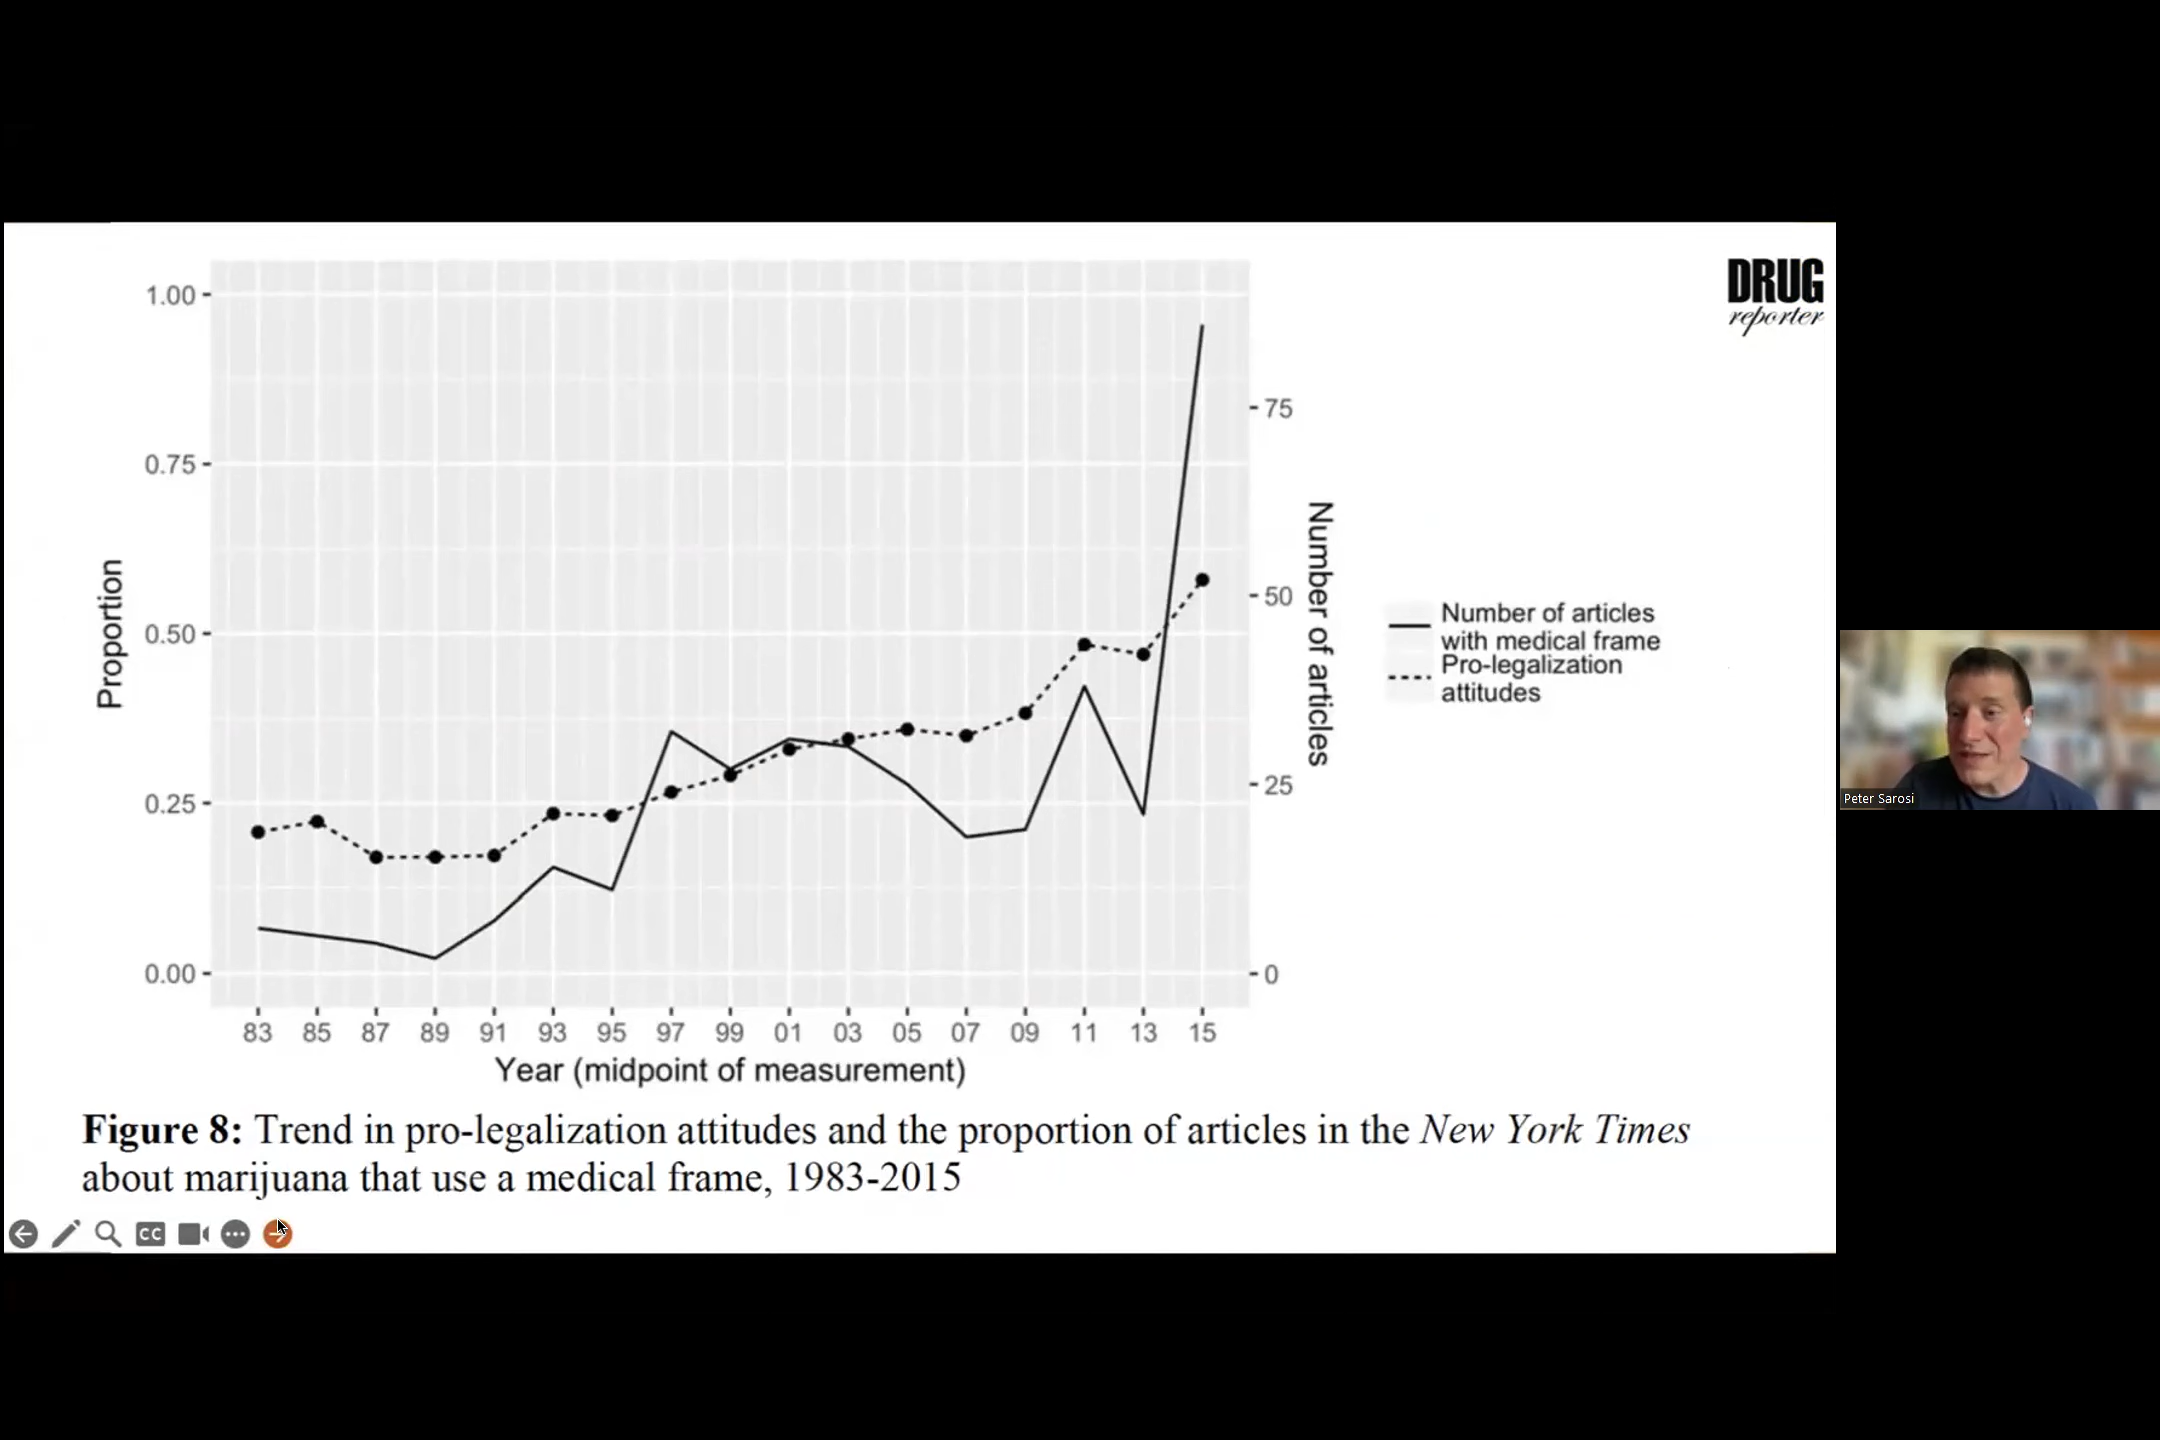 DRUG
reporter
1.00
0.75
0.50
0.25
0.00
Proportion
75
50
25
0
Number of articles
Number of articles
with medical frame
Pro-legalization
attitudes
83 85 87 89 91 93 95 97 99 01 03 05 07 09 11 13 15
Year (midpoint of measurement)
Figure 8: Trend in pro-legalization attitudes and the proportion of articles in the New York Times
about marijuana that use a medical frame, 1983-2015
CC
Peter Sarosi